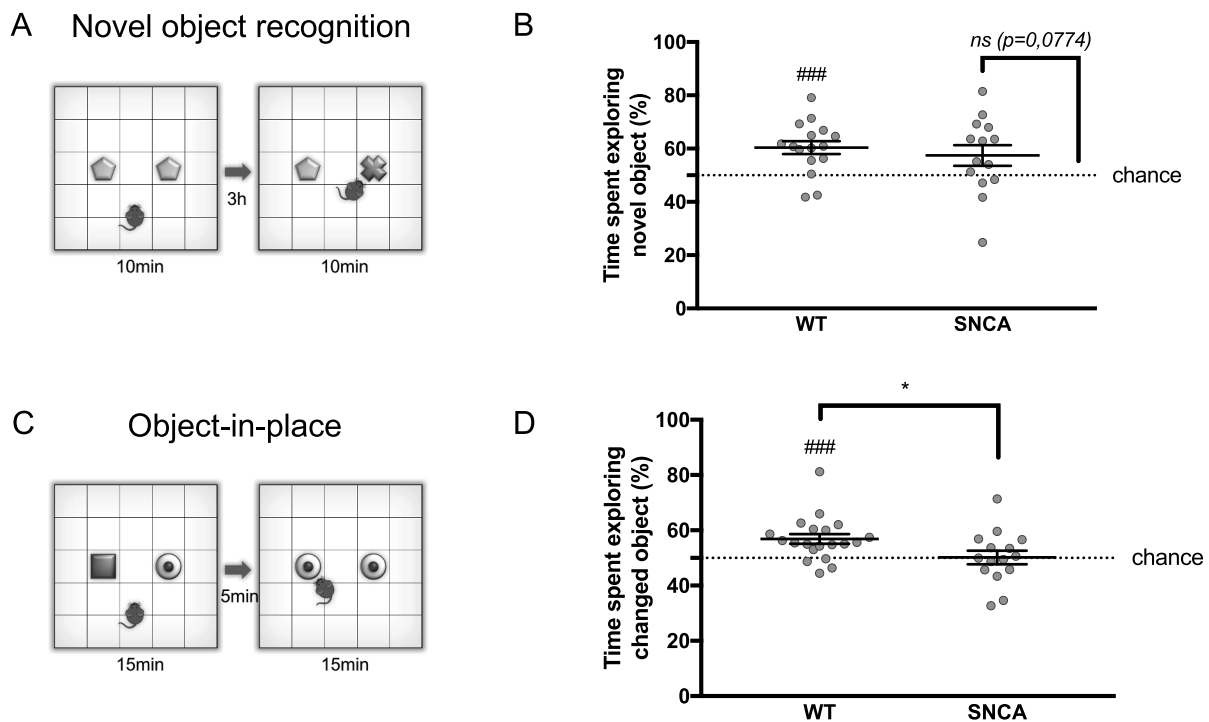 A Novel object recognition
3h
10min 10min
B
ns (p=0,0774)
###
100
80
60
40
20
0
Time spent exploring
novel object (%)
chance
WT SNCA
C Object-in-place
5min
15min 15min
D
*
###
100
80
60
40
20
0
Time spent exploring
changed object (%)
chance
WT SNCA